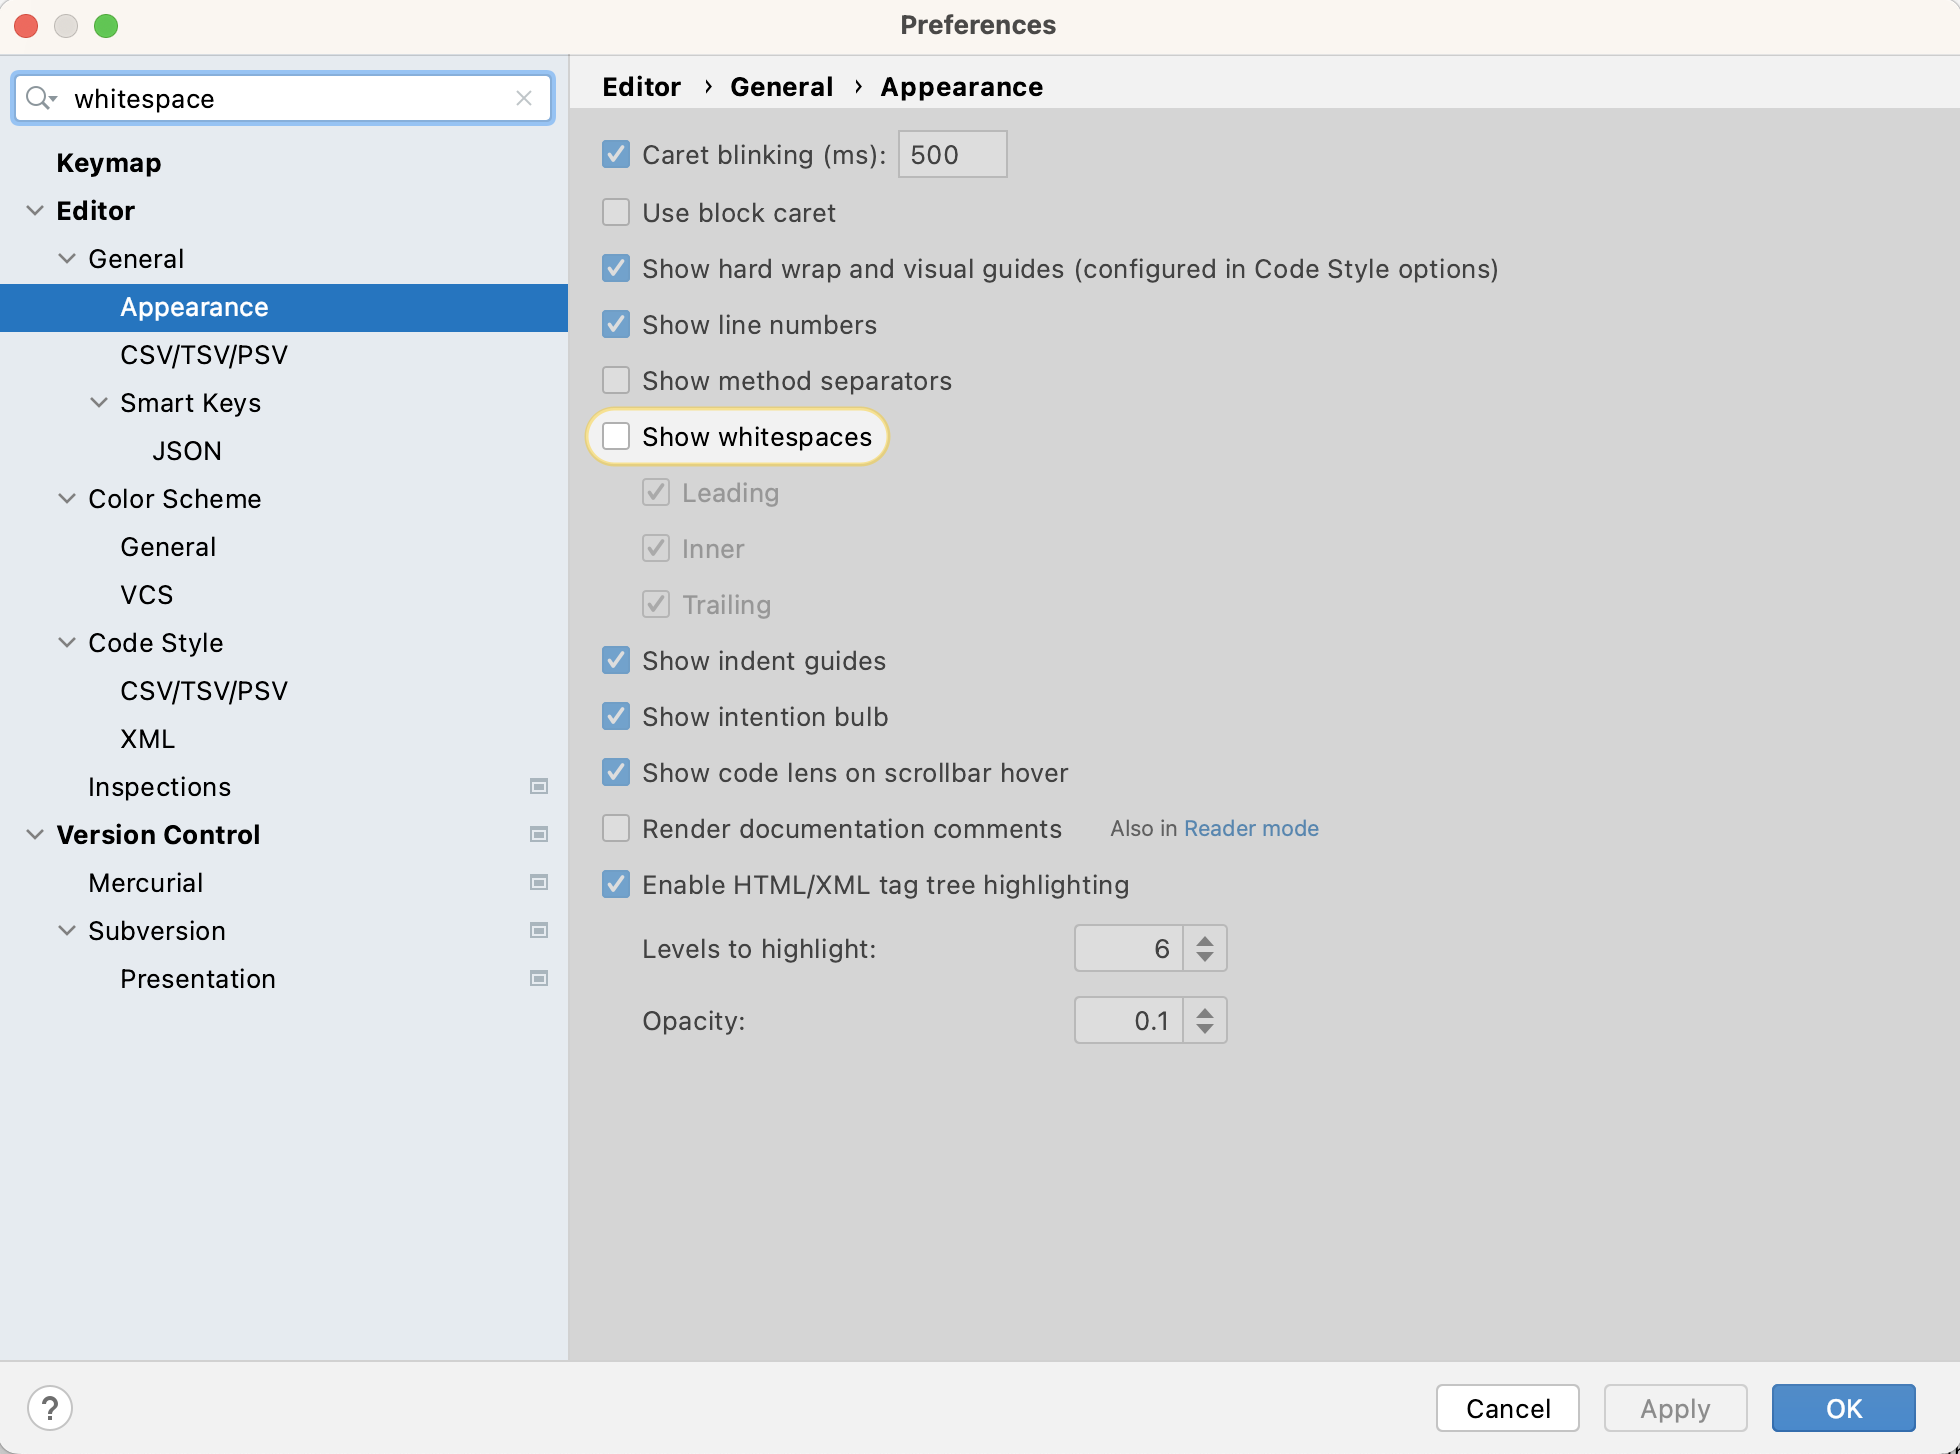 Preferences
whitespace
Keymap
Editor
General
Appearance
CSV/TSV/PSV
Smart Keys
JSON
Color Scheme
General
VCS
Code Style
CSV/TSV/PSV
XML
Inspections
Version Control
Mercurial
Subversion
Presentation
Editor › General › Appearance
Caret blinking (ms): 500
Use block caret
Show hard wrap and visual guides (configured in Code Style options)
Show line numbers
Show method separators
Show whitespaces
Leading
Inner
Trailing
Show indent guides
Show intention bulb
Show code lens on scrollbar hover
Render documentation comments Also in Reader mode
Enable HTML/XML tag tree highlighting
Levels to highlight: 6
Opacity: 0.1
? Cancel Apply OK